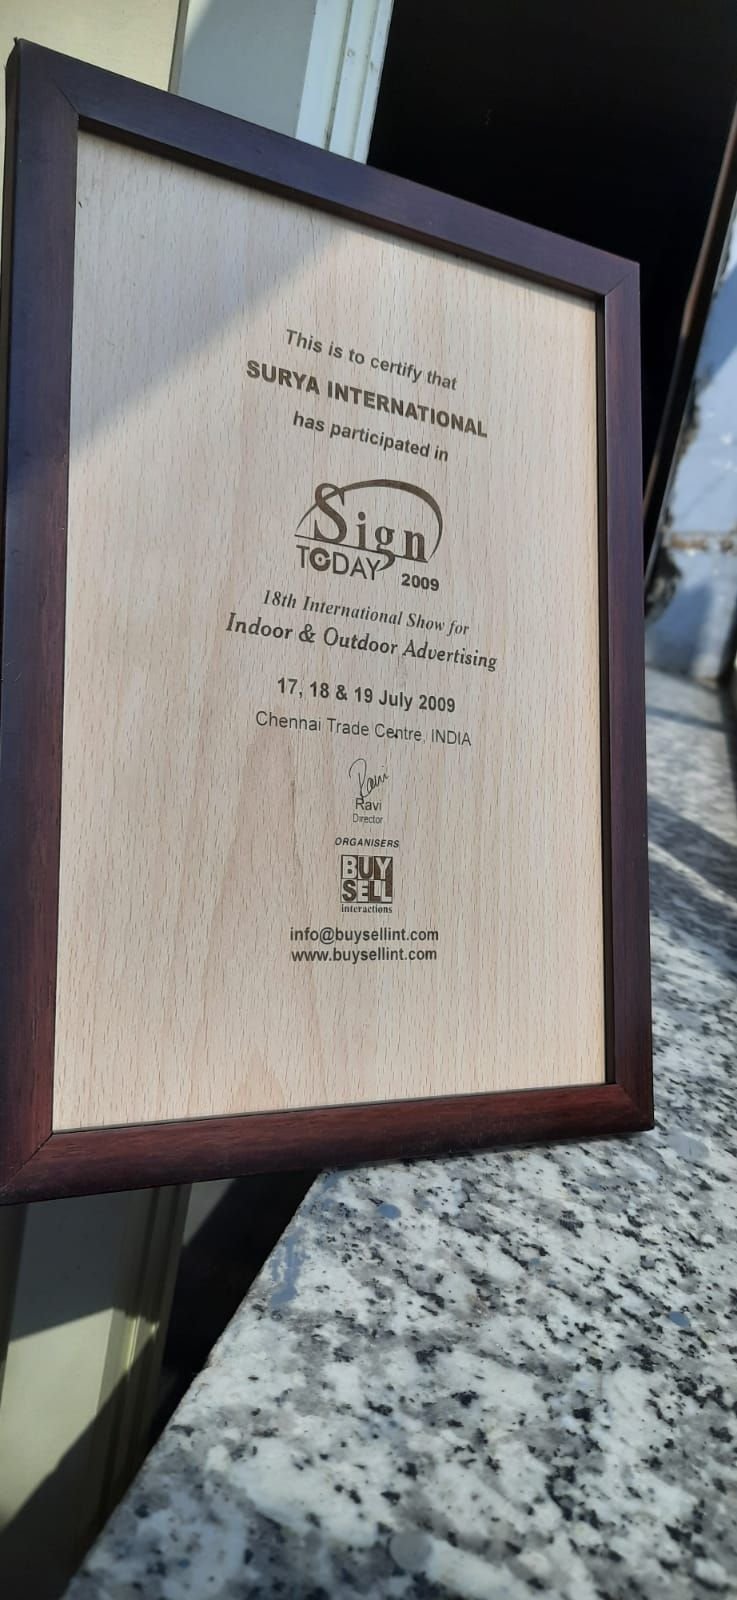 This is to certify that
SURYA INTERNATIONAL
has participated in
Sign
TODAY 2009
18th International Show for
Indoor & Outdoor Advertising
17, 18 & 19 July 2009
Chennai Trade Centre, INDIA
Ravi
Ravi
Director
ORGANISERS
BUY
SELL
interactions
info@buysellint.com
www.buysellint.com